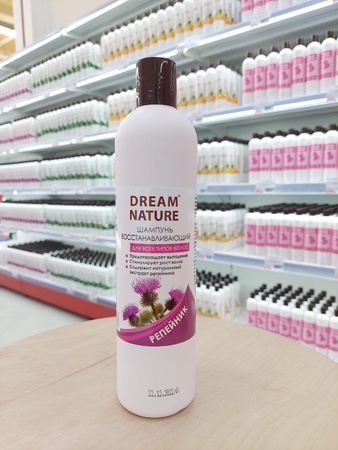 DREAM®
NATURE
ШАМПУНЬ
ВОССТАНАВЛИВАЮЩИЙ
ДЛЯ ВСЕХ ТИПОВ ВОЛОС
• Предотвращает выпадение
• Стимулирует рост волос
• Содержит натуральный
экстракт репейника
РЕПЕЙНИК